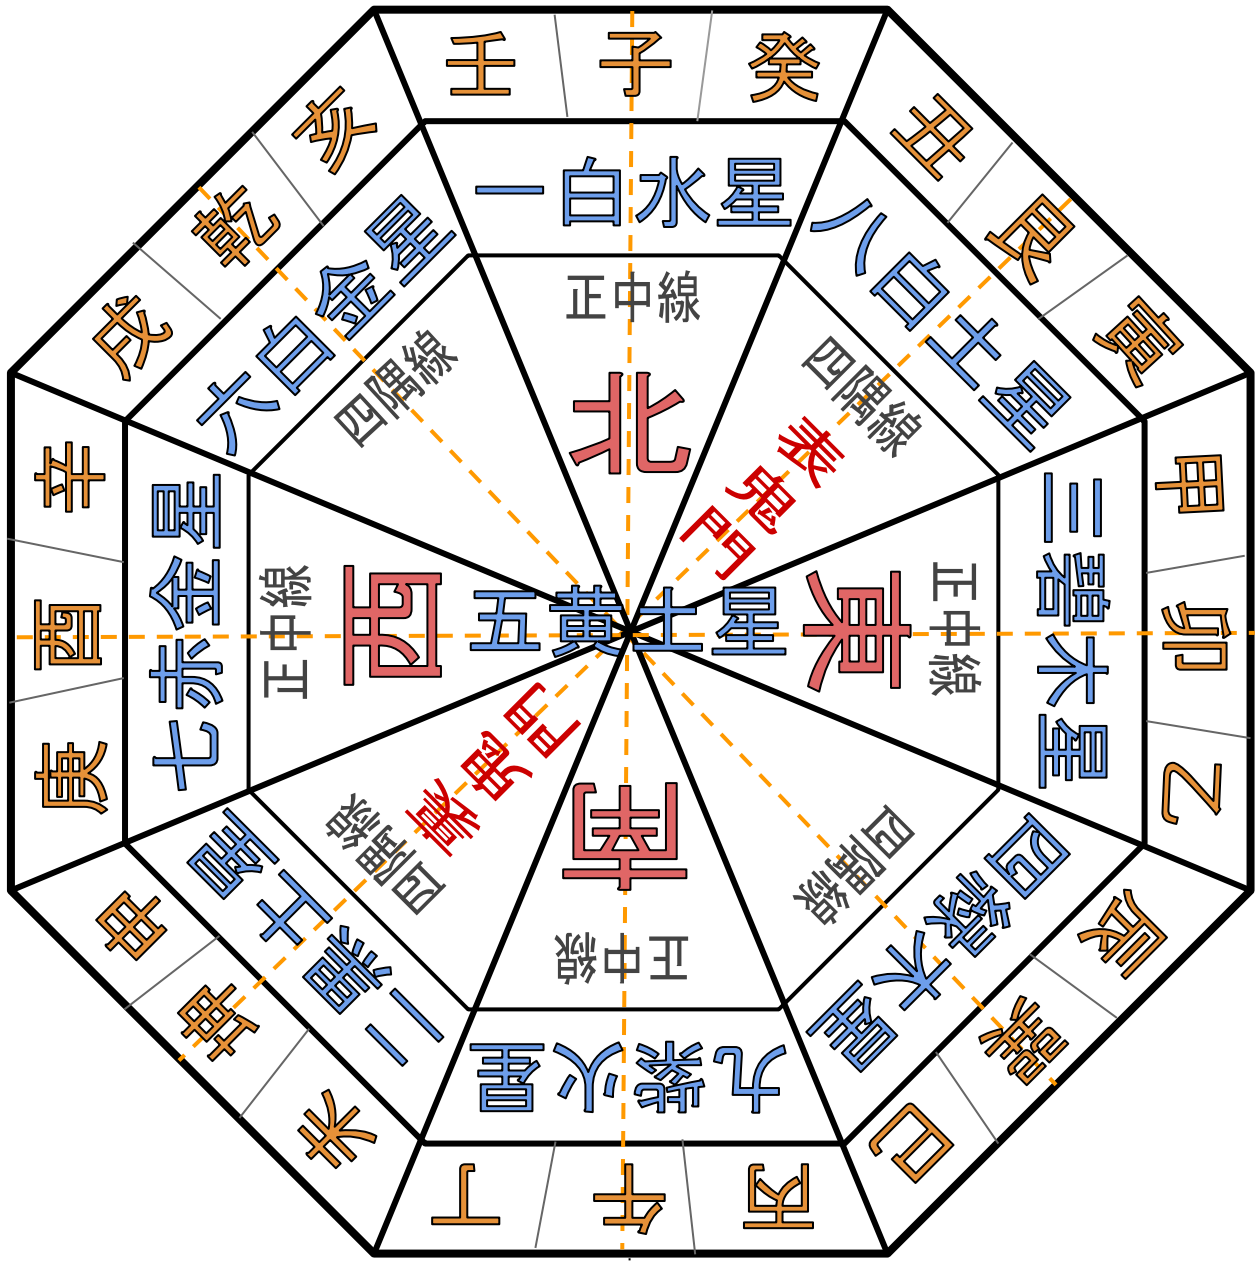 壬 子 癸
丑 艮 寅
甲 卯 乙
辰 巽 巳
丙 午 丁
未 坤 申
庚 酉 辛
戌 乾 亥
一白水星
八白土星
三碧木星
四緑木星
九紫火星
二黒土星
七赤金星
六白金星
正中線
四隅線
正中線
四隅線
正中線
四隅線
正中線
四隅線
北
東
南
西
表鬼門
裏鬼門
五黄土星